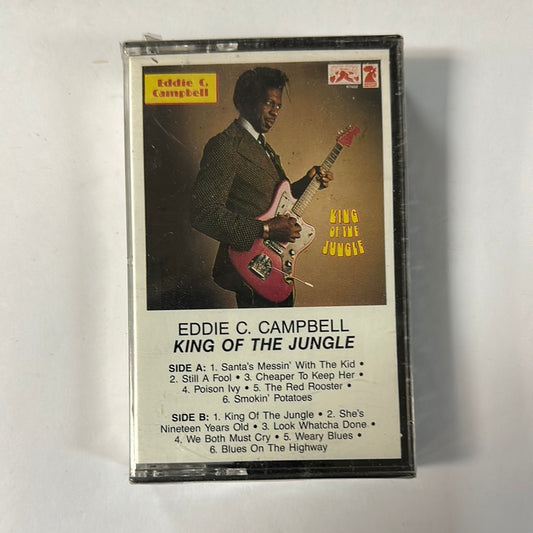 Eddie C.
Campbell
KING
OF THE
JUNGLE
EDDIE C. CAMPBELL
KING OF THE JUNGLE
SIDE A: 1. Santa's Messin' With The Kid •
2. Still A Fool • 3. Cheaper To Keep Her •
4. Poison Ivy • 5. The Red Rooster •
6. Smokin' Potatoes
SIDE B: 1. King Of The Jungle • 2. She's
Nineteen Years Old • 3. Look Whatcha Done •
4. We Both Must Cry • 5. Weary Blues •
6. Blues On The Highway